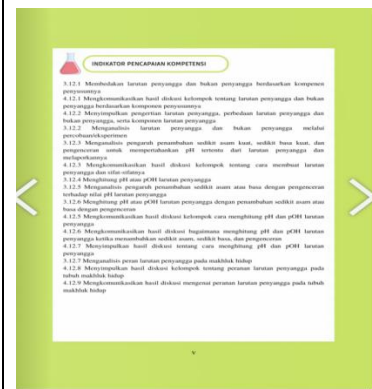 INDIKATOR PENCAPAIAN KOMPETENSI
3.12.1 Membedakan larutan penyangga dan bukan penyangga berdasarkan komponen
penyusunnya
4.12.1 Mengkomunikasikan hasil diskusi kelompok tentang larutan penyangga dan bukan
penyangga berdasarkan komponen penyusunnya
4.12.2 Menyimpulkan pengertian larutan penyangga, perbedaan larutan penyangga dan
bukan penyangga, serta komponen larutan penyangga
3.12.2 Menganalisis larutan penyangga dan bukan penyangga melalui
percobaan/eksperimen
3.12.3 Menganalisis pengaruh penambahan sedikit asam kuat, sedikit basa kuat, dan
pengenceran untuk mempertahankan pH tertentu dari larutan penyangga dan
melaporkannya
4.12.3 Mengkomunikasikan hasil diskusi kelompok tentang cara membuat larutan
penyangga dan sifat-sifatnya
3.12.4 Menghitung pH atau pOH larutan penyangga
3.12.5 Menganalisis pengaruh penambahan sedikit asam atau basa dengan pengenceran
terhadap nilai pH larutan penyangga
3.12.6 Menghitung pH atau pOH larutan penyangga dengan penambahan sedikit asam atau
basa dengan pengenceran
4.12.5 Mengkomunikasikan hasil diskusi kelompok cara menghitung pH dan pOH larutan
penyangga
4.12.6 Mengkomunikasikan hasil diskusi bagaimana menghitung pH dan pOH larutan
penyangga ketika menambahkan sedikit asam, sedikit basa, dan pengenceran
4.12.7 Menyimpulkan hasil diskusi tentang cara menghitung pH dan pOH larutan
penyangga
3.12.7 Menganalisis peran larutan penyangga pada makhluk hidup
4.12.8 Menyimpulkan hasil diskusi kelompok tentang peranan larutan penyangga pada
tubuh makhluk hidup
4.12.9 Mengkomunikasikan hasil diskusi mengenai peranan larutan penyangga pada tubuh
makhluk hidup